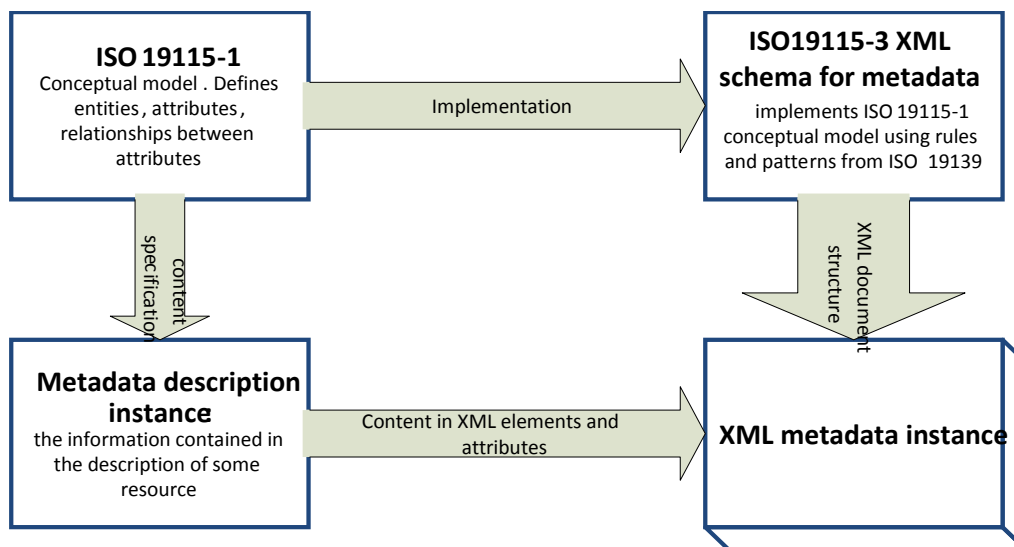 ISO 19115-1
Conceptual model . Defines
entities, attributes,
relationships between
attributes
Implementation
ISO19115-3 XML
schema for metadata
implements ISO 19115-1
conceptual model using rules
and patterns from ISO 19139
content
specification
XML document
structure
Metadata description
instance:
the information contained in
the description of some
resource
Content in XML elements and
attributes
XML metadata instance